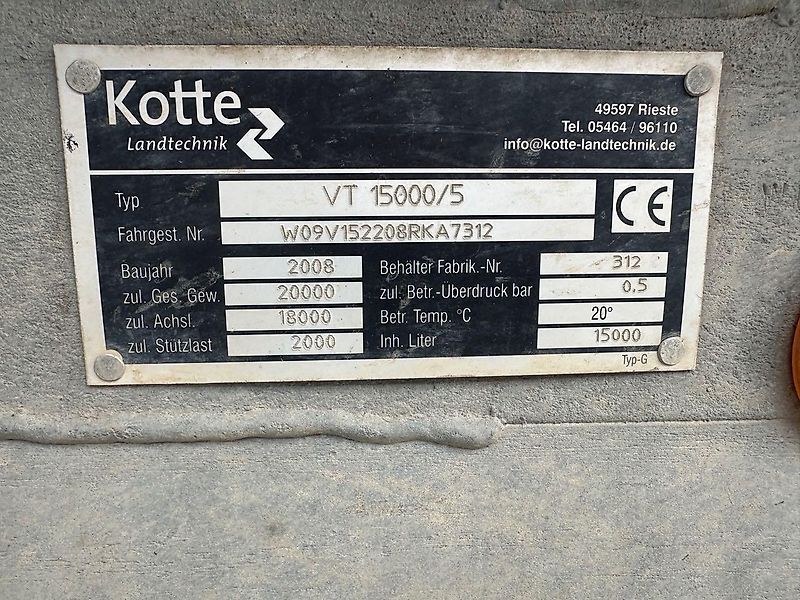 Kotte
Landtechnik
49597 Rieste
Tel. 05464 / 96110
info@kotte-landtechnik.de
Typ VT 15000/5
CE
Fahrgest. Nr. W09V152208RKA7312
Baujahr 2008
zul. Ges. Gew. 20000
zul. Achsl. 18000
zul. Stützlast 2000
Behälter Fabrik.-Nr. 312
zul. Betr.-Überdruck bar 0,5
Betr. Temp. °C 20°
Inh. Liter 15000
Typ-G